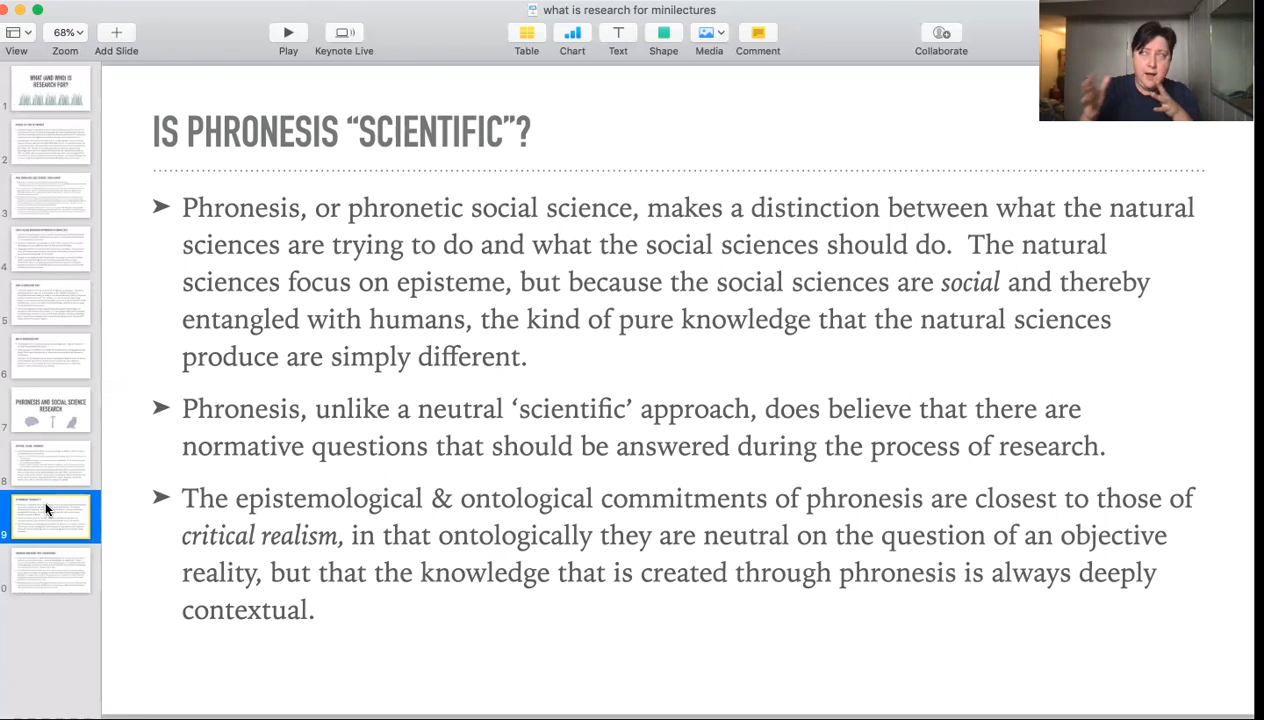 what is research for minilectures
68%
View
Zoom
Add Slide
Play
Keynote Live
Table
Chart
Text
Shape
Media
Comment
Collaborate
1
WHAT (AND WHO) IS
RESEARCH FOR?
2
3
4
5
6
7
PHRONESIS AND SOCIAL SCIENCE
RESEARCH
8
9
0
IS PHRONESIS “SCIENTIFIC”?
➤ Phronesis, or phronetic social science, makes a distinction between what the natural
sciences are trying to do and what the social sciences should do. The natural
sciences focus on episteme, but because the social sciences are social and thereby
entangled with humans, the kind of pure knowledge that the natural sciences
produce are simply different.
➤ Phronesis, unlike a neutral ‘scientific’ approach, does believe that there are
normative questions that should be answered during the process of research.
➤ The epistemological & ontological commitments of phronesis are closest to those of
critical realism, in that ontologically they are neutral on the question of an objective
reality, but that the knowledge that is created through phronesis is always deeply
contextual.